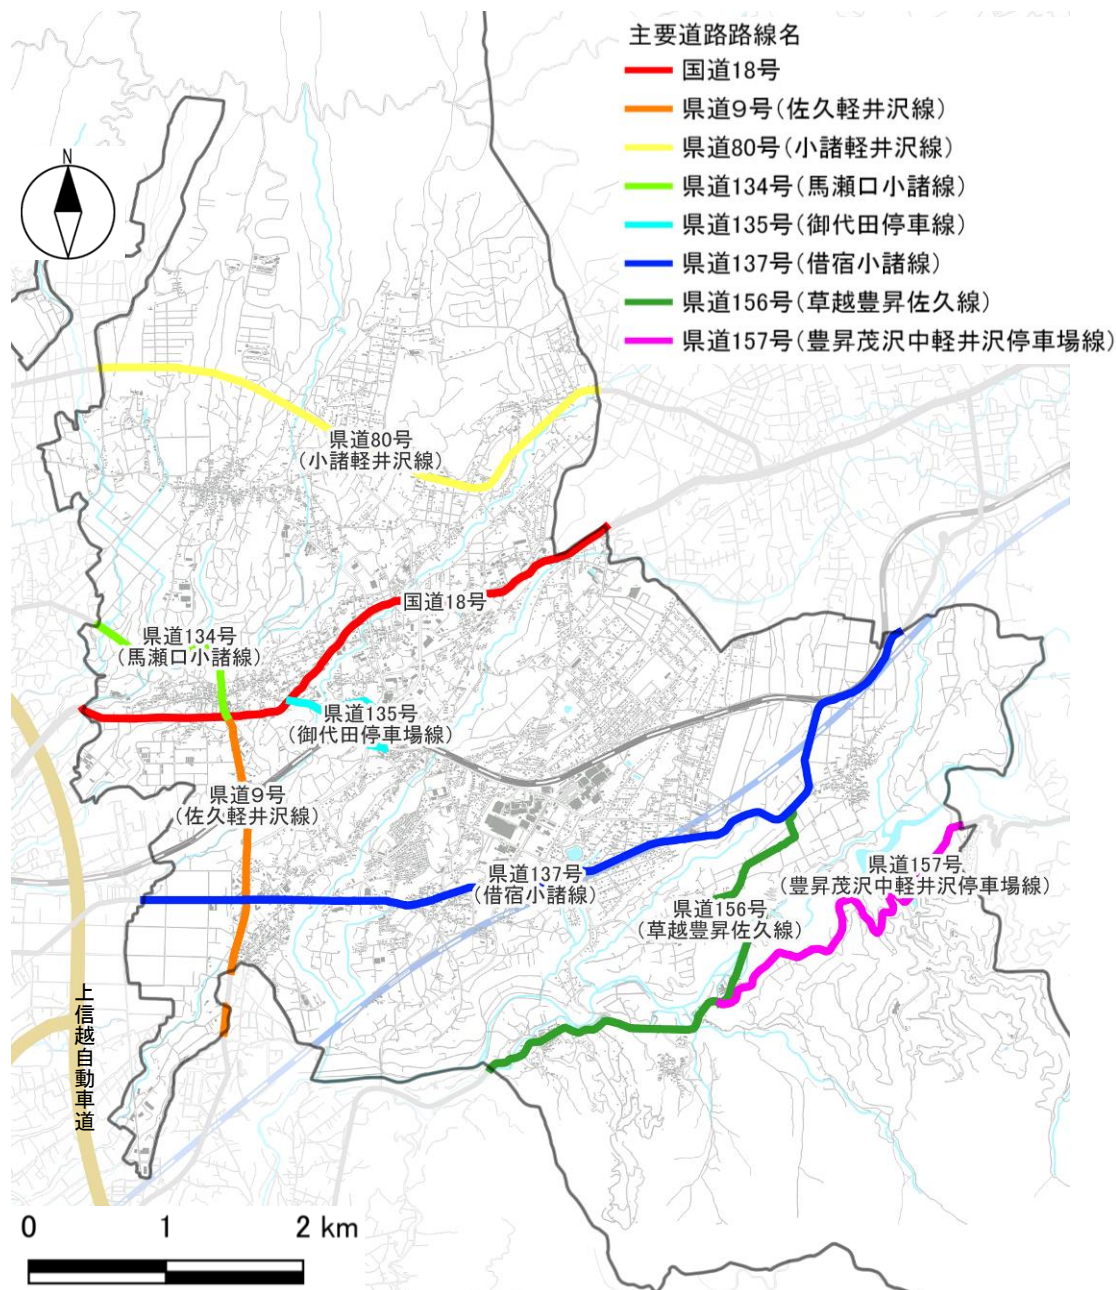 主要道路路線名
国道18号
県道9号(佐久軽井沢線)
県道80号(小諸軽井沢線)
県道134号(馬瀬口小諸線)
県道135号(御代田停車線)
県道137号(借宿小諸線)
県道156号(草越豊昇佐久線)
県道157号(豊昇茂沢中軽井沢停車場線)
N
県道80号
(小諸軽井沢線)
国道18号
県道134号
(馬瀬口小諸線)
県道135号
(御代田停車場線)
県道9号
(佐久軽井沢線)
県道137号
(借宿小諸線)
県道157号
(豊昇茂沢中軽井沢停車場線)
県道156号
(草越豊昇佐久線)
上信越自動車道
0 1 2 km